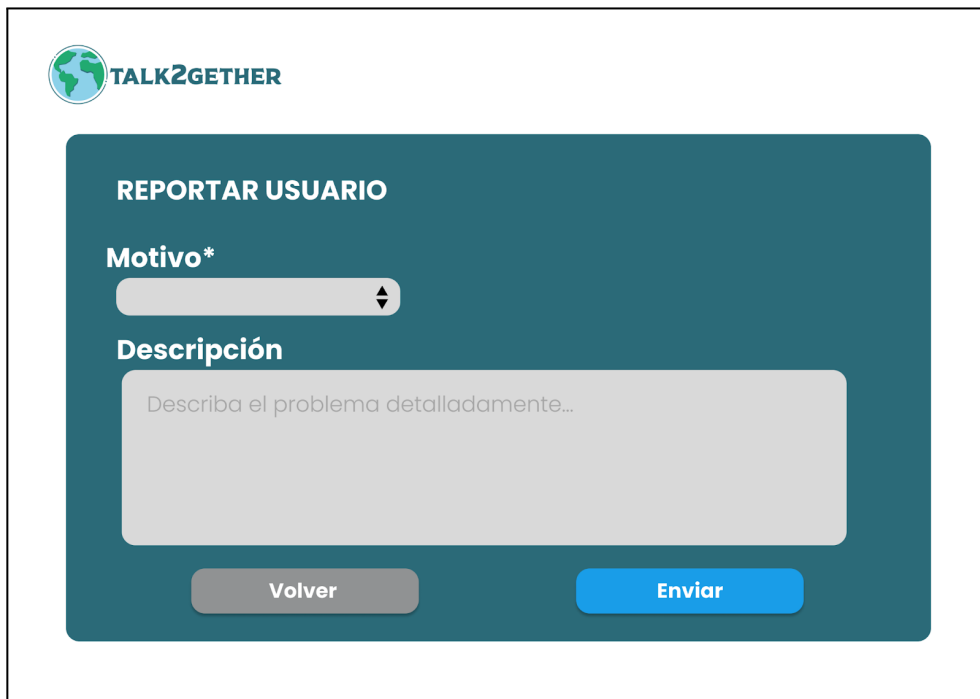 TALK2GETHER
REPORTAR USUARIO
Motivo*
Descripción
Describa el problema detalladamente...
Volver
Enviar